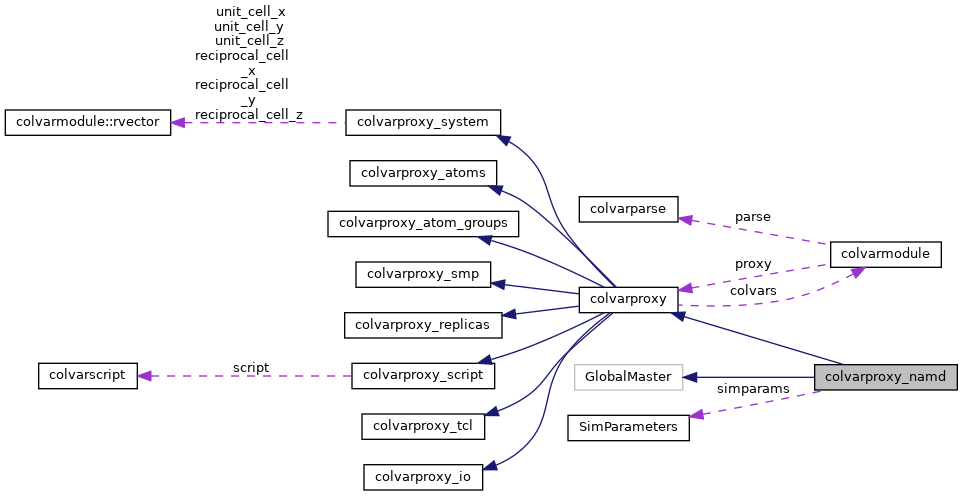 unit_cell_x
unit_cell_y
unit_cell_z
reciprocal_cell
_x
reciprocal_cell
_y
reciprocal_cell_z
colvarmodule::rvector
colvarproxy_system
colvarproxy_atoms
colvarparse
parse
colvarproxy_atom_groups
colvarmodule
proxy
colvarproxy_smp
colvars
colvarproxy
colvarproxy_replicas
colvarscript
script
colvarproxy_script
GlobalMaster
colvarproxy_namd
simparams
colvarproxy_tcl
SimParameters
colvarproxy_io